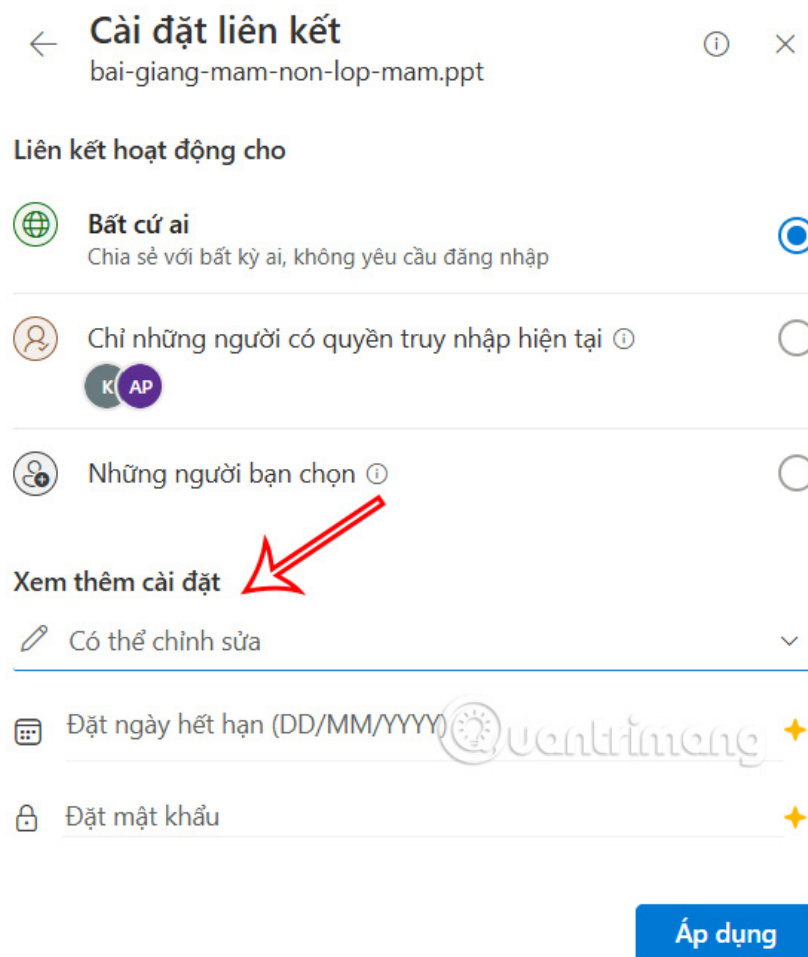 Cài đặt liên kết
bai-giang-mam-non-lop-mam.ppt
Liên kết hoạt động cho
Bất cứ ai
Chia sẻ với bất kỳ ai, không yêu cầu đăng nhập
Chỉ những người có quyền truy nhập hiện tại
K AP
Những người bạn chọn
Xem thêm cài đặt
Có thể chỉnh sửa
Đặt ngày hết hạn (DD/MM/YYYY)
Quantrimang
Đặt mật khẩu
Áp dụng